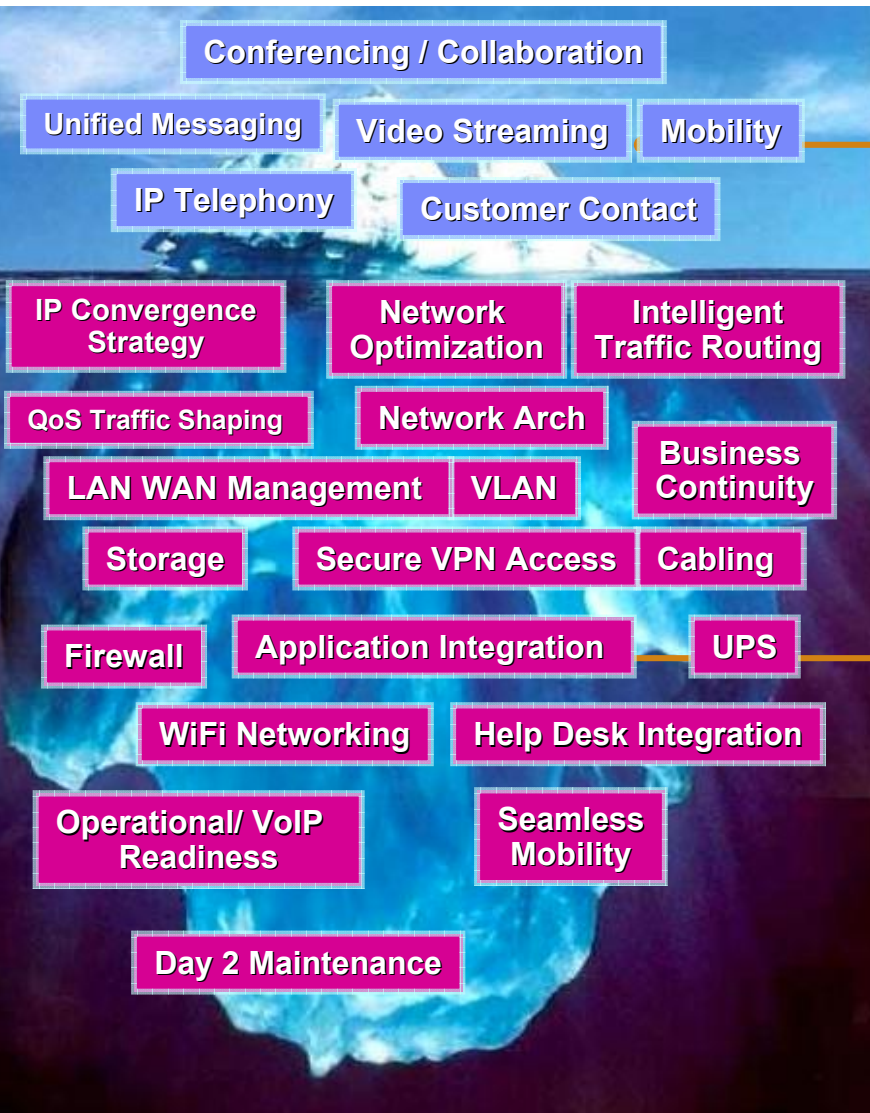 Conferencing / Collaboration
Unified Messaging
Video Streaming
Mobility
IP Telephony
Customer Contact
IP Convergence
Strategy
Network
Optimization
Intelligent
Traffic Routing
QoS Traffic Shaping
Network Arch
Business
Continuity
LAN WAN Management
VLAN
Storage
Secure VPN Access
Cabling
Firewall
Application Integration
UPS
WiFi Networking
Help Desk Integration
Operational/ VoIP
Readiness
Seamless
Mobility
Day 2 Maintenance